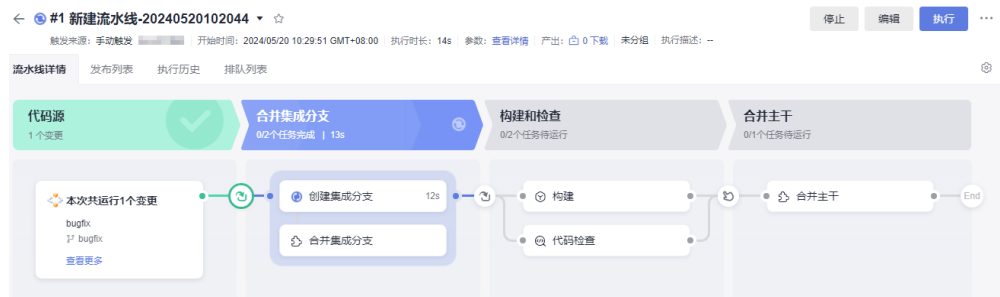 #1 新建流水线-20240520102044
停止 编辑 执行
触发来源：手动触发 开始时间：2024/05/20 10:29:51 GMT+08:00 执行时长：14s 参数：查看详情 产出：0 下载 未分组 执行描述：--
流水线详情 发布列表 执行历史 排队列表
代码源
1 个变更
合并集成分支
0/2个任务完成 | 13s
构建和检查
0/2个任务待运行
合并主干
0/1个任务待运行
本次共运行1个变更
bugfix
bugfix
查看更多
创建集成分支 12s
合并集成分支
构建
代码检查
合并主干
End